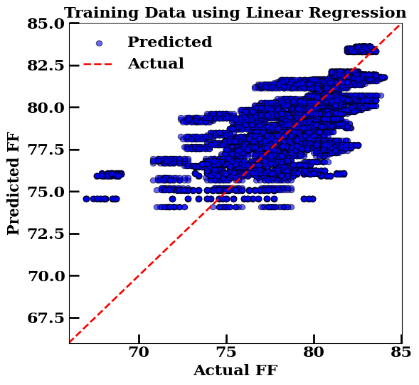 Training Data using Linear Regression
85.0
82.5
80.0
77.5
75.0
72.5
70.0
67.5
Predicted FF
Predicted
Actual
70
75
80
85
Actual FF